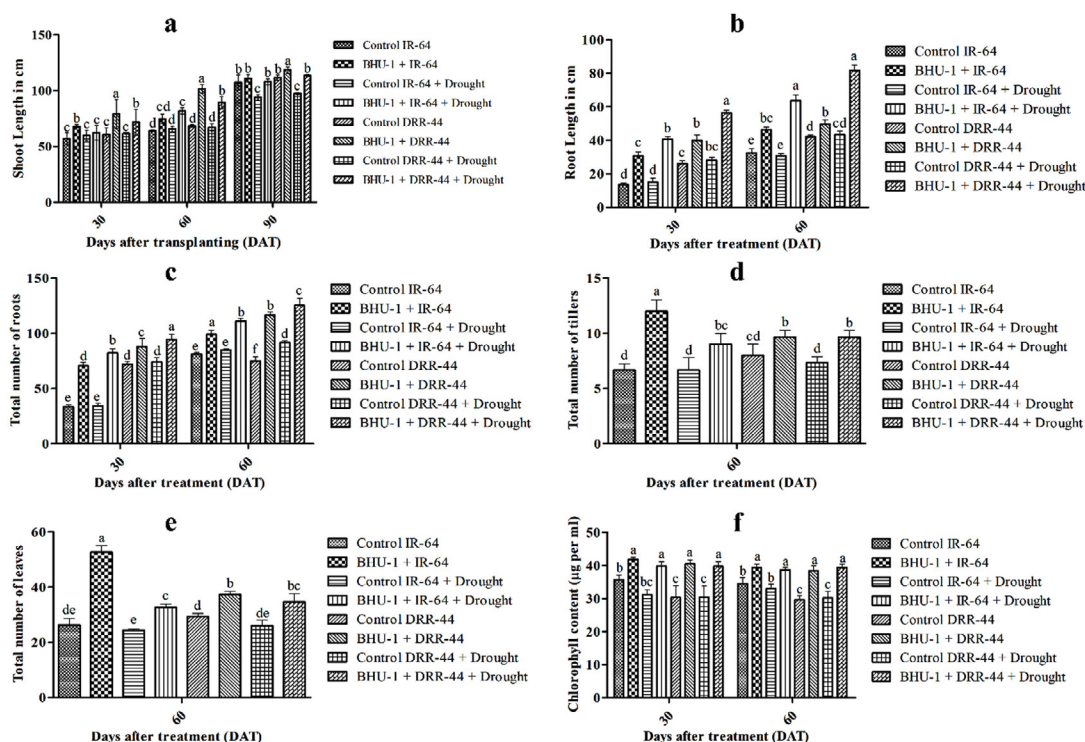 a
Shoot Length in cm
150
100
50
0
c b c c c a c b
d cd d b d a d b
b b c b b a c b
30 60 90
Days after transplanting (DAT)
Control IR-64
BHU-1 + IR-64
Control IR-64 + Drought
BHU-1 + IR-64 + Drought
Control DRR-44
BHU-1 + DRR-44
Control DRR-44 + Drought
BHU-1 + DRR-44 + Drought
b
Root Length in cm
100
80
60
40
20
0
d c d b c b bc a
e bc e b d b cd a
30 60
Days after treatment (DAT)
Control IR-64
BHU-1 + IR-64
Control IR-64 + Drought
BHU-1 + IR-64 + Drought
Control DRR-44
BHU-1 + DRR-44
Control DRR-44 + Drought
BHU-1 + DRR-44 + Drought
c
Total number of roots
150
100
50
0
e d e b d c d a
e a e b f b d c
30 60
Days after treatment (DAT)
Control IR-64
BHU-1 + IR-64
Control IR-64 + Drought
BHU-1 + IR-64 + Drought
Control DRR-44
BHU-1 + DRR-44
Control DRR-44 + Drought
BHU-1 + DRR-44 + Drought
d
Total number of tillers
15
10
5
0
d a d bc cd b d b
60
Days after treatment (DAT)
Control IR-64
BHU-1 + IR-64
Control IR-64 + Drought
BHU-1 + IR-64 + Drought
Control DRR-44
BHU-1 + DRR-44
Control DRR-44 + Drought
BHU-1 + DRR-44 + Drought
e
Total number of leaves
60
40
20
0
de a e c d b de bc
60
Days after treatment (DAT)
Control IR-64
BHU-1 + IR-64
Control IR-64 + Drought
BHU-1 + IR-64 + Drought
Control DRR-44
BHU-1 + DRR-44
Control DRR-44 + Drought
BHU-1 + DRR-44 + Drought
f
Chlorophyll content (µg per ml)
50
40
30
20
10
0
b a bc a c a c a
b a b a c a c a
30 60
Days after treatment (DAT)
Control IR-64
BHU-1 + IR-64
Control IR-64 + Drought
BHU-1 + IR-64 + Drought
Control DRR-44
BHU-1 + DRR-44
Control DRR-44 + Drought
BHU-1 + DRR-44 + Drought